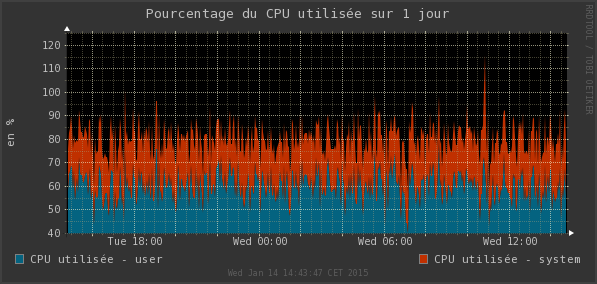 Pourcentage du CPU utilisée sur 1 jour
RRDTOOL / TOBI OETIKER
en %
120
110
100
90
80
70
60
50
40
Tue 18:00 Wed 00:00 Wed 06:00 Wed 12:00
CPU utilisée - user CPU utilisée - system
Wed Jan 14 14:43:47 CET 2015